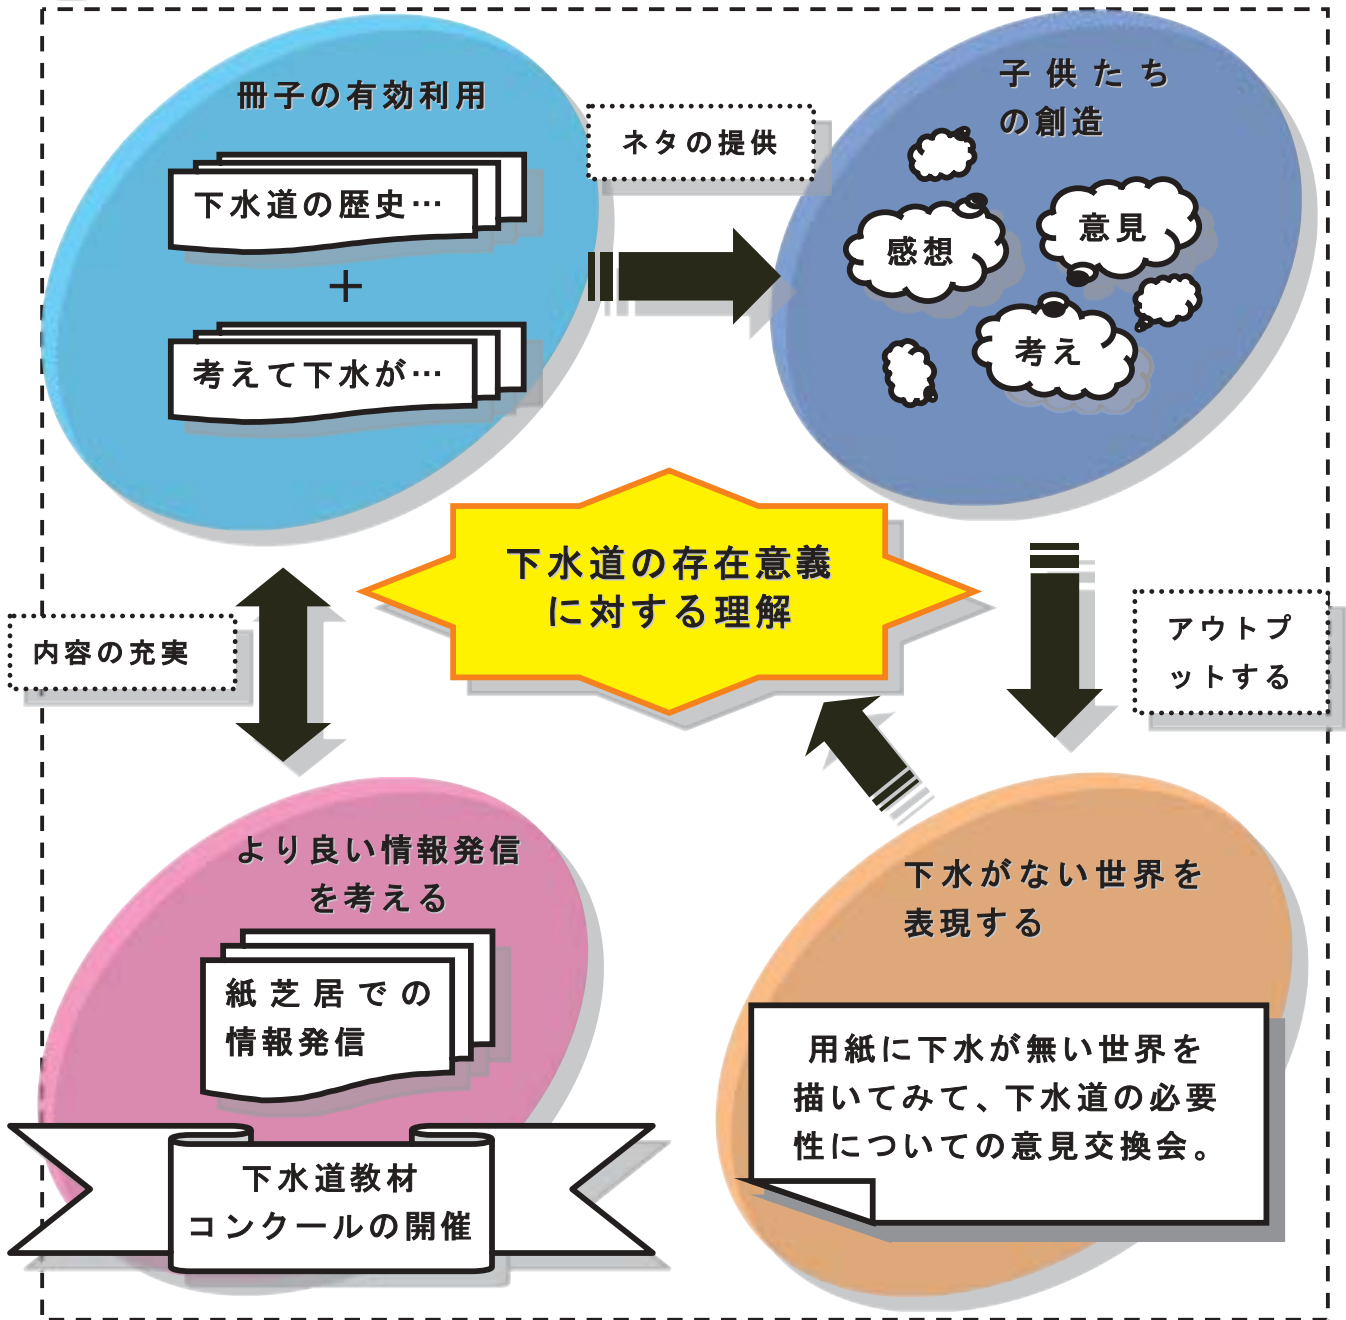 冊子の有効利用
下水道の歴史…
＋
考えて下水が…
ネタの提供
子供たち
の創造
感想
意見
考え
下水道の存在意義
に対する理解
内容の充実
アウトプ
ットする
より良い情報発信
を考える
紙芝居での
情報発信
下水道教材
コンクールの開催
下水がない世界を
表現する
用紙に下水が無い世界を
描いてみて、下水道の必要
性についての意見交換会。